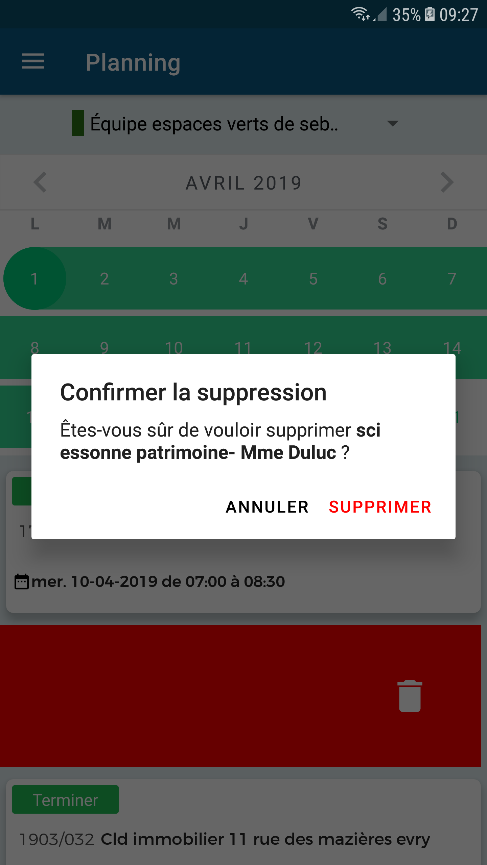 35% 09:27
Planning
Équipe espaces verts de seb..
AVRIL 2019
L M M J V S D
1 2 3 4 5 6 7
8 9 10 11 12 13 14
Confirmer la suppression
Êtes-vous sûr de vouloir supprimer sci
essonne patrimoine- Mme Duluc ?
ANNULER SUPPRIMER
mer. 10-04-2019 de 07:00 à 08:30
Terminer
1903/032 Cld immobilier 11 rue des mazières evry